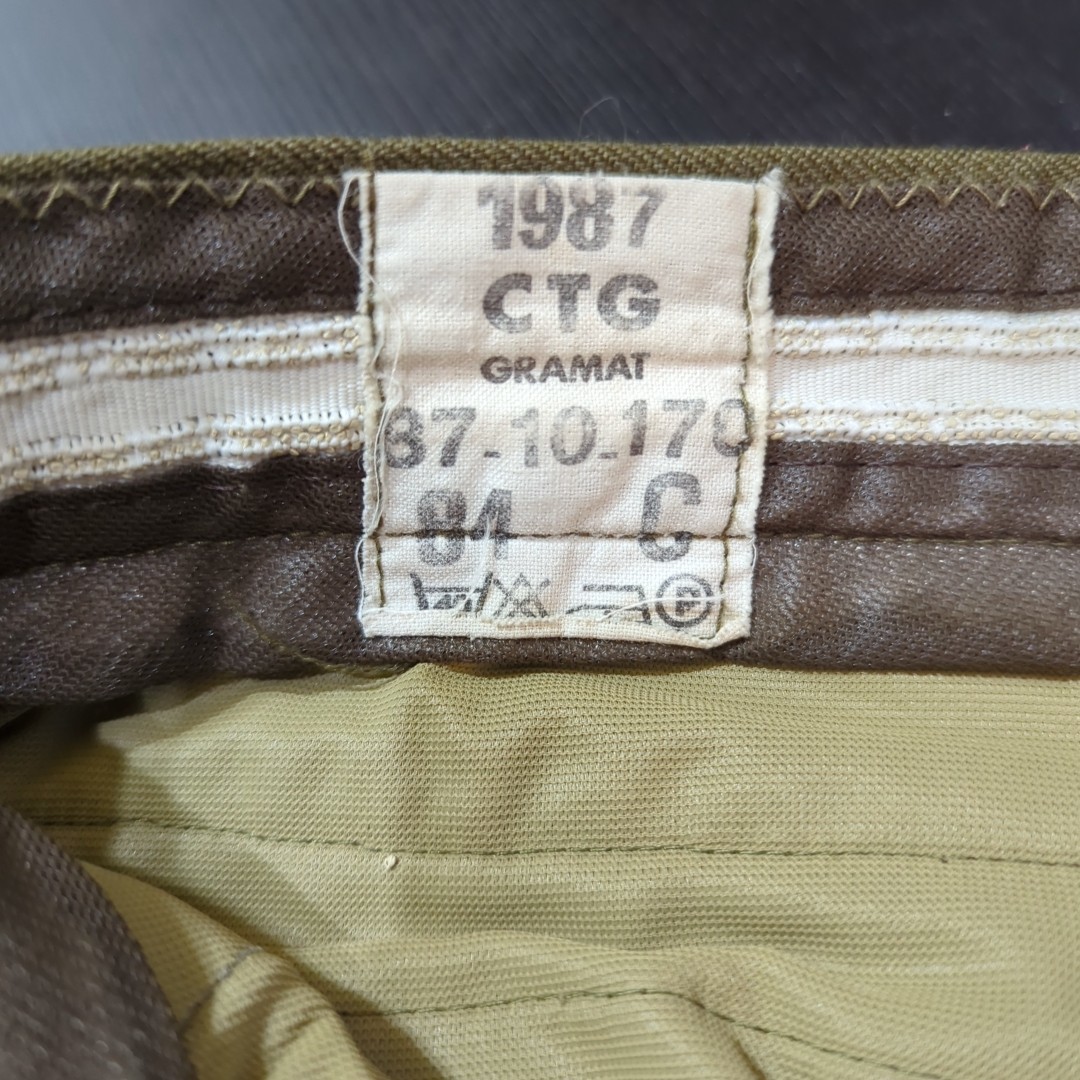 1987
CTG
GRAMAT
87-10-170
84 C
P